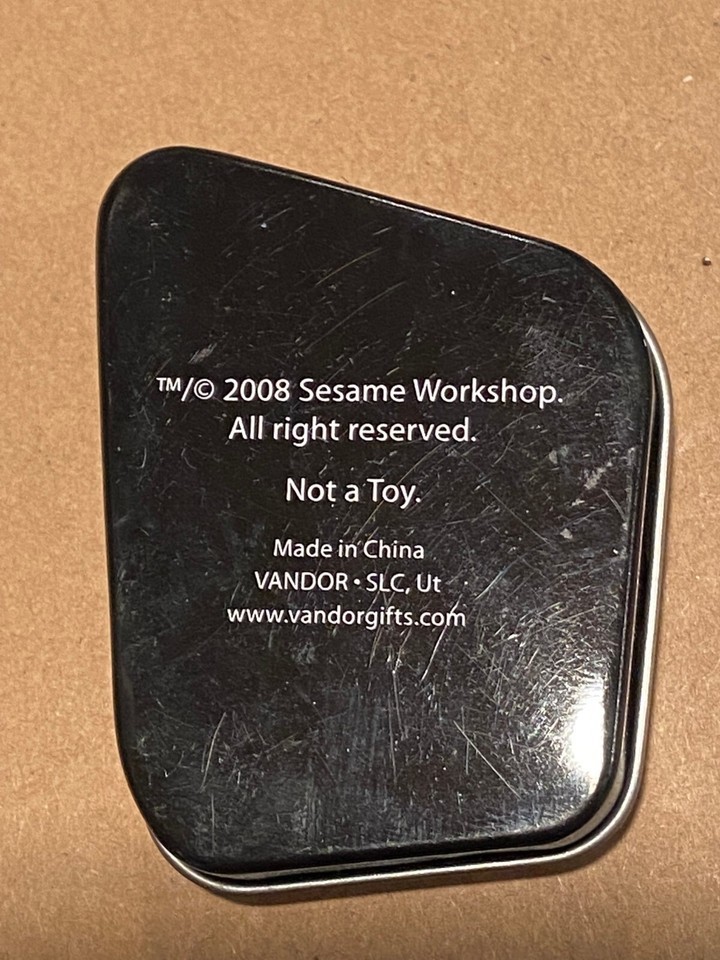 ™/© 2008 Sesame Workshop.
All right reserved.
Not a Toy.
Made in China
VANDOR • SLC, Ut
www.vandorgifts.com